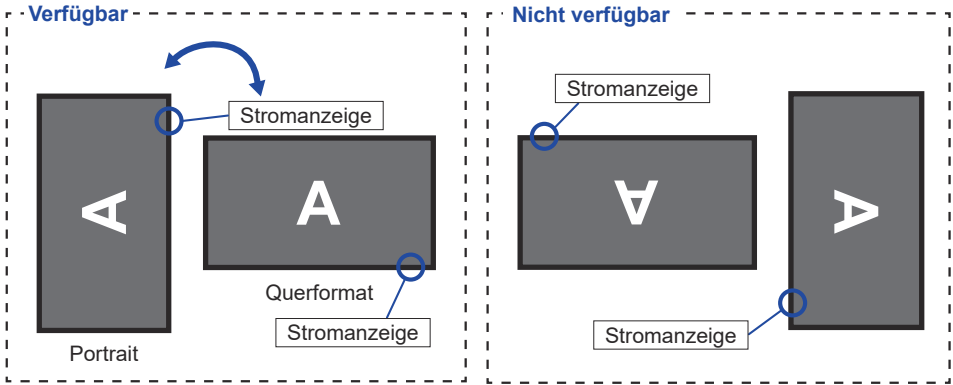 Verfügbar
Stromanzeige
A
A
Querformat
Stromanzeige
Portrait
Nicht verfügbar
Stromanzeige
A
A
Stromanzeige